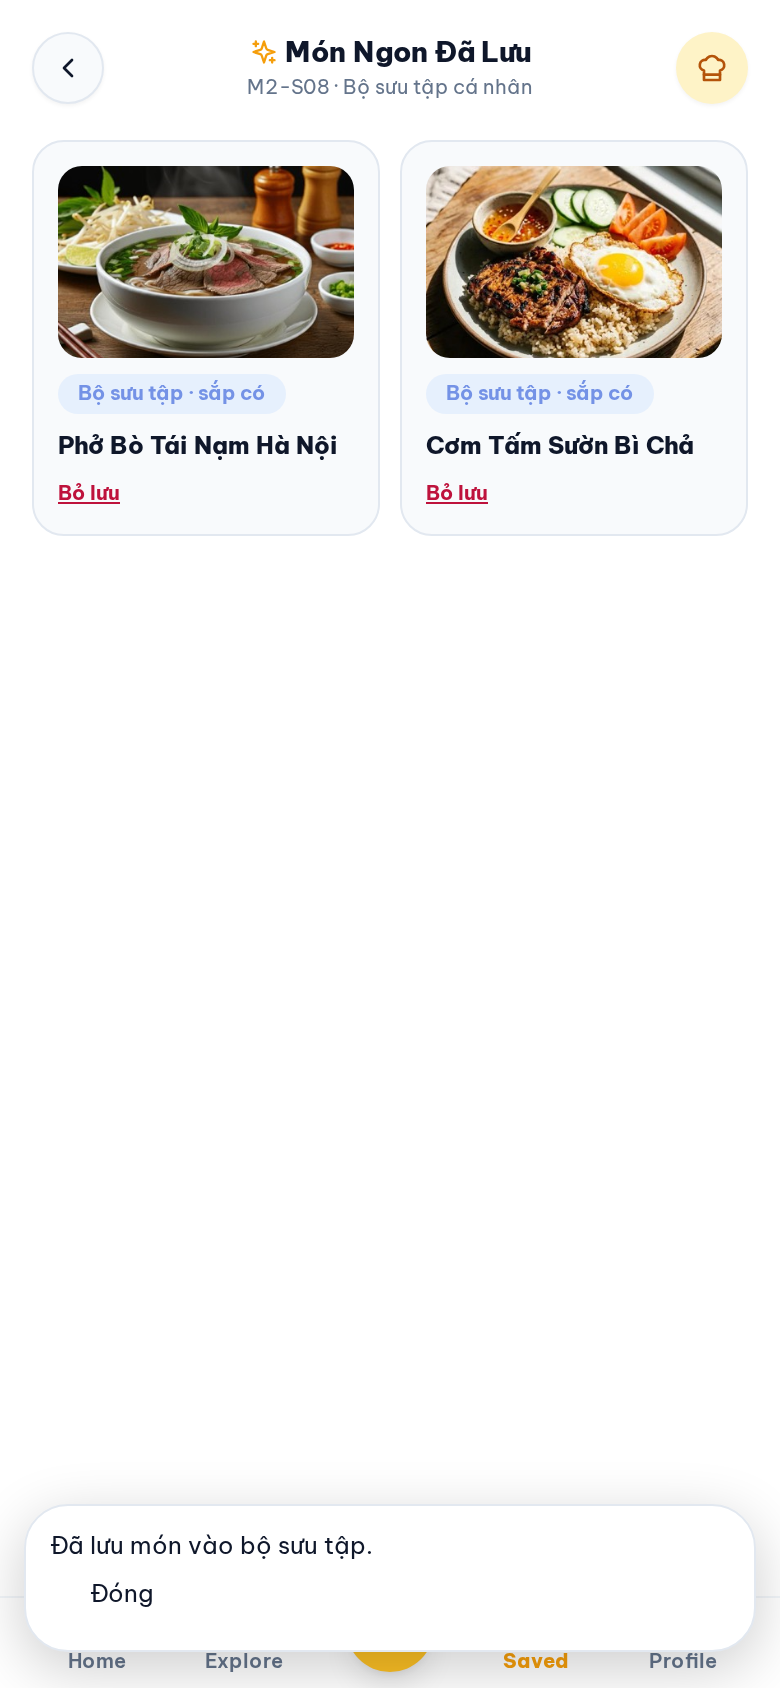 Món Ngon Đã Lưu
M2-S08 · Bộ sưu tập cá nhân
Bộ sưu tập · sắp có
Phở Bò Tái Nạm Hà Nội
Bỏ lưu
Bộ sưu tập · sắp có
Cơm Tấm Sườn Bì Chả
Bỏ lưu
Đã lưu món vào bộ sưu tập.
Đóng
Home Explore Saved Profile